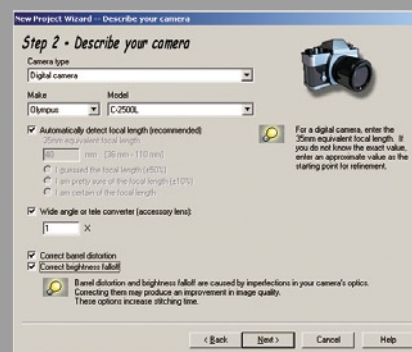 New Project Wizard -- Describe your camera
Step 2 - Describe your camera
Camera type
Digital camera
Make
Model
Olympus
C-2500L
Automatically detect focal length (recommended)
35mm equivalent focal length
40 mm (36 mm - 110 mm)
I guessed the focal length (±50%)
I am pretty sure of the focal length (±10%)
I am certain of the focal length
For a digital camera, enter the
35mm equivalent focal length. If
you do not know the exact value,
enter an approximate value as the
starting point for refinement.
Wide angle or tele converter (accessory lens):
1 X
Correct barrel distortion
Correct brightness falloff
Barrel distortion and brightness falloff are caused by imperfections in your camera's optics.
Correcting them may produce an improvement in image quality.
These options increase stitching time.
< Back
Next >
Cancel
Help